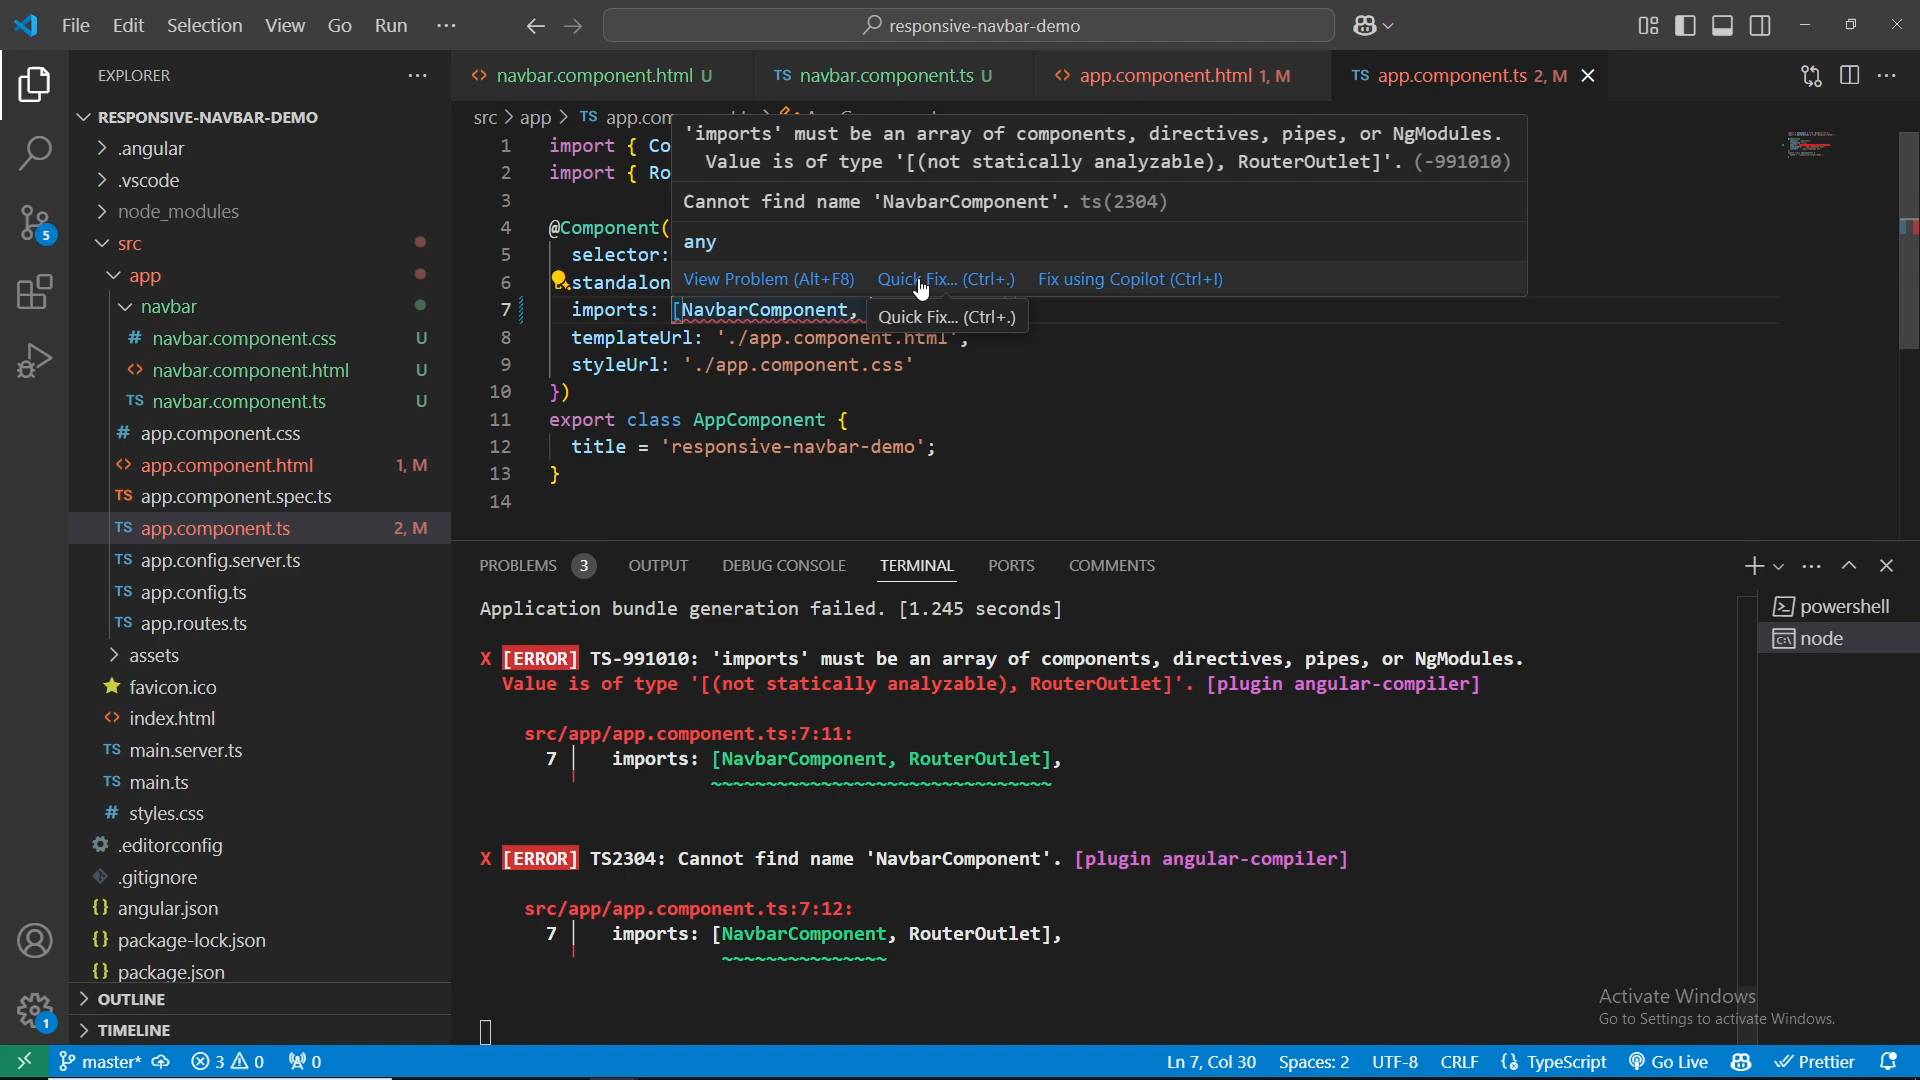 File Edit Selection View Go Run ...
responsive-navbar-demo
EXPLORER
RESPONSIVE-NAVBAR-DEMO
.angular
.vscode
node_modules
src
app
navbar
# navbar.component.css U
<> navbar.component.html U
TS navbar.component.ts U
# app.component.css
<> app.component.html 1, M
TS app.component.spec.ts
TS app.component.ts 2, M
TS app.config.server.ts
TS app.config.ts
TS app.routes.ts
assets
favicon.ico
<> index.html
TS main.server.ts
TS main.ts
# styles.css
.editorconfig
.gitignore
{} angular.json
{} package-lock.json
{} package.json
OUTLINE
TIMELINE
5
1
<> navbar.component.html U
TS navbar.component.ts U
<> app.component.html 1, M
TS app.component.ts 2, M
src > app > TS app.com
1 import { Co
2 import { Ro
3
4 @Component(
5 selector:
6 standalon
7 imports: [NavbarComponent,
8 templateUrl: './app.component.html',
9 styleUrl: './app.component.css'
10 })
11 export class AppComponent {
12 title = 'responsive-navbar-demo';
13 }
14
'imports' must be an array of components, directives, pipes, or NgModules.
Value is of type '[(not statically analyzable), RouterOutlet]'. (-991010)
Cannot find name 'NavbarComponent'. ts(2304)
any
View Problem (Alt+F8) Quick Fix... (Ctrl+.) Fix using Copilot (Ctrl+I)
Quick Fix... (Ctrl+.)
PROBLEMS 3 OUTPUT DEBUG CONSOLE TERMINAL PORTS COMMENTS
Application bundle generation failed. [1.245 seconds]
X [ERROR] TS-991010: 'imports' must be an array of components, directives, pipes, or NgModules.
Value is of type '[(not statically analyzable), RouterOutlet]'. [plugin angular-compiler]
src/app/app.component.ts:7:11:
7 │ imports: [NavbarComponent, RouterOutlet],
~~~~~~~~~~~~~~~~~~~~~~~~~~~~~~~
X [ERROR] TS2304: Cannot find name 'NavbarComponent'. [plugin angular-compiler]
src/app/app.component.ts:7:12:
7 │ imports: [NavbarComponent, RouterOutlet],
~~~~~~~~~~~~~~~
powershell
node
Activate Windows
Go to Settings to activate Windows.
master* 3 0 0
Ln 7, Col 30 Spaces: 2 UTF-8 CRLF {} TypeScript Go Live Prettier